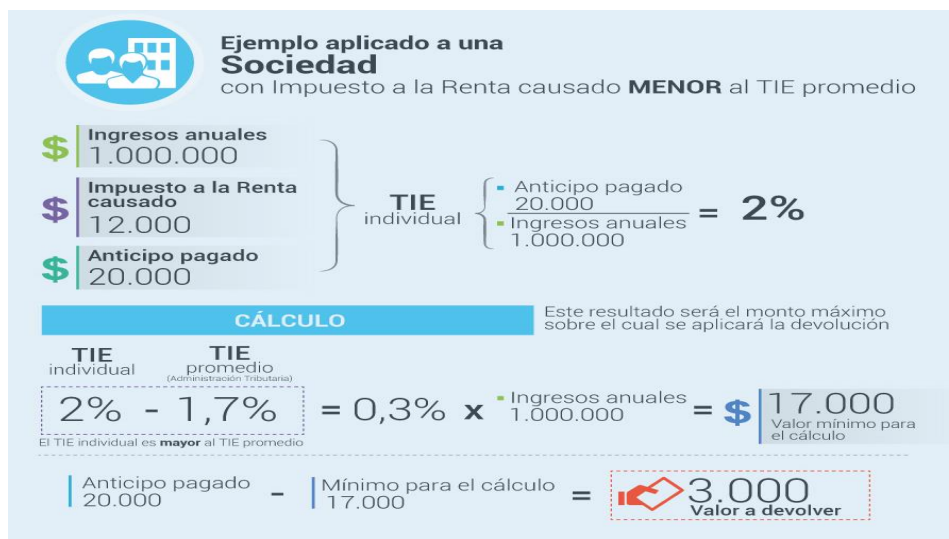 Ejemplo aplicado a una
Sociedad
con Impuesto a la Renta causado MENOR al TIE promedio
$ Ingresos anuales
1.000.000
$ Impuesto a la Renta
causado
12.000
$ Anticipo pagado
20.000
TIE
individual
Anticipo pagado
20.000
Ingresos anuales
1.000.000
= 2%
CÁLCULO
Este resultado será el monto máximo
sobre el cual se aplicará la devolución
TIE
individual
TIE
promedio
(Administración Tributaria)
2% - 1,7% = 0,3% x
Ingresos anuales
1.000.000
= $ 17.000
Valor mínimo para
el cálculo
El TIE individual es mayor al TIE promedio
Anticipo pagado
20.000
-
Mínimo para el cálculo
17.000
=
3.000
Valor a devolver